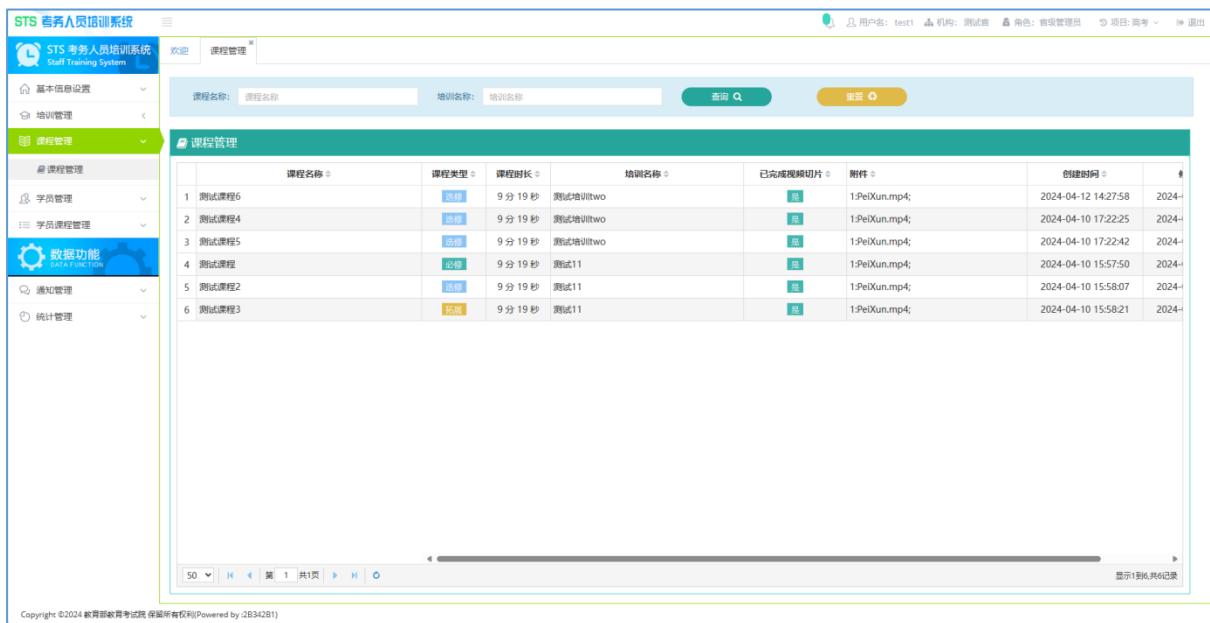 STS 考务人员培训系统
用户名: test1 机构: 测试省 角色: 省级管理员 项目: 高考 退出
STS 考务人员培训系统
Staff Training System
欢迎 课程管理
基本信息设置
培训管理
课程管理
课程管理
学员管理
学员课程管理
数据功能
DATA FUNCTION
通知管理
统计管理
课程名称: 课程名称 培训名称: 培训名称 查询 重置
课程管理
课程名称 课程类型 课程时长 培训名称 已完成视频切片 附件 创建时间
1 测试课程6 选修 9 分 19 秒 测试培训two 是 1:PeiXun.mp4; 2024-04-12 14:27:58 2024-
2 测试课程4 选修 9 分 19 秒 测试培训two 是 1:PeiXun.mp4; 2024-04-10 17:22:25 2024-
3 测试课程5 选修 9 分 19 秒 测试培训two 是 1:PeiXun.mp4; 2024-04-10 17:22:42 2024-
4 测试课程 必修 9 分 19 秒 测试11 是 1:PeiXun.mp4; 2024-04-10 15:57:50 2024-
5 测试课程2 选修 9 分 19 秒 测试11 是 1:PeiXun.mp4; 2024-04-10 15:58:07 2024-
6 测试课程3 拓展 9 分 19 秒 测试11 是 1:PeiXun.mp4; 2024-04-10 15:58:21 2024-
50 第 1 共1页 显示1到6,共6记录
Copyright ©2024 教育部教育考试院 保留所有权利(Powered by :2B342B1)